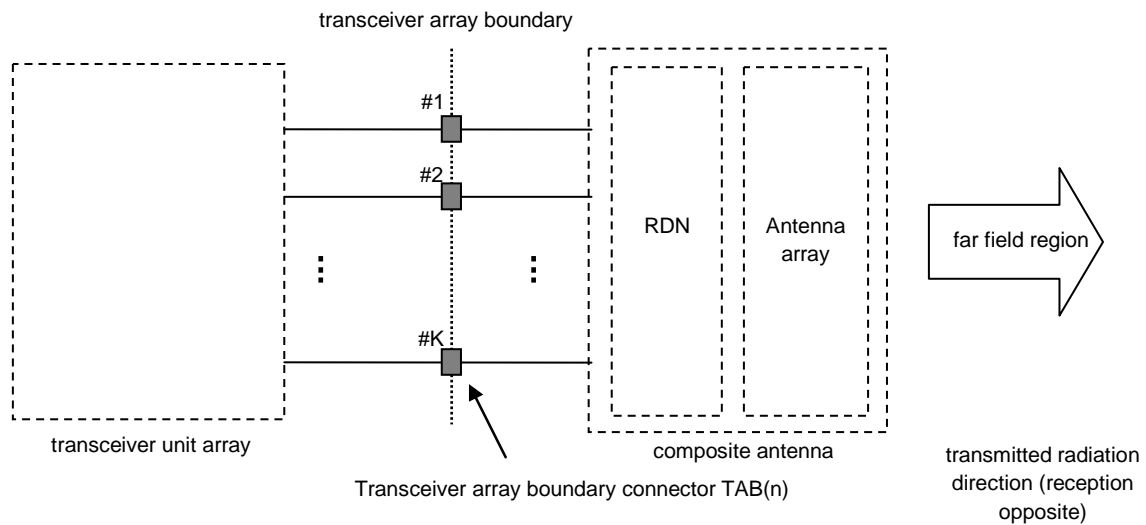 transceiver array boundary
#1
#2
#K
RDN
Antenna
array
far field region
transceiver unit array
composite antenna
transmitted radiation
direction (reception
opposite)
Transceiver array boundary connector TAB(n)